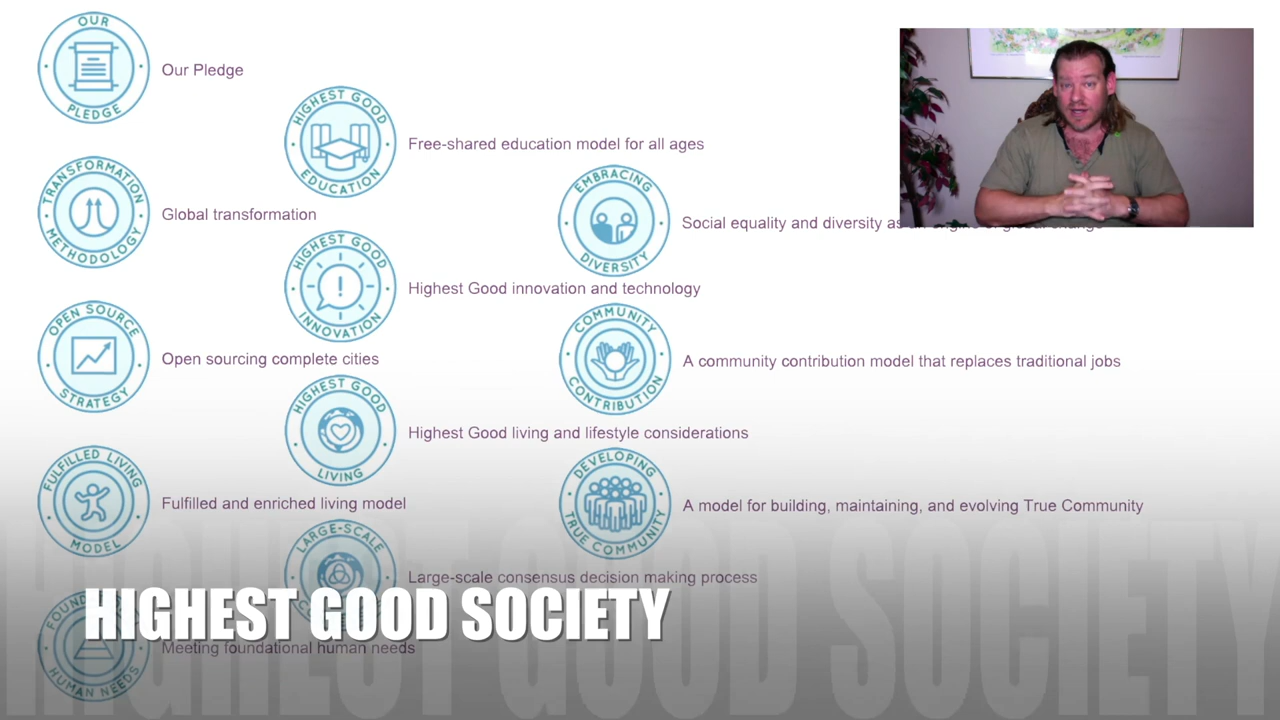 OUR PLEDGE
Our Pledge
HIGHEST GOOD EDUCATION
Free-shared education model for all ages
TRANSFORMATION METHODOLOGY
Global transformation
EMBRACING DIVERSITY
Social equality and diversity as
HIGHEST GOOD INNOVATION
Highest Good innovation and technology
OPEN SOURCE STRATEGY
Open sourcing complete cities
COMMUNITY CONTRIBUTION
A community contribution model that replaces traditional jobs
HIGHEST GOOD LIVING
Highest Good living and lifestyle considerations
FULFILLED LIVING MODEL
Fulfilled and enriched living model
DEVELOPING TRUE COMMUNITY
A model for building, maintaining, and evolving True Community
LARGE-SCALE
Large-scale consensus decision making process
HIGHEST GOOD SOCIETY
HUMAN NEEDS
Meeting foundational human needs
HIGHEST GOOD SOCIETY